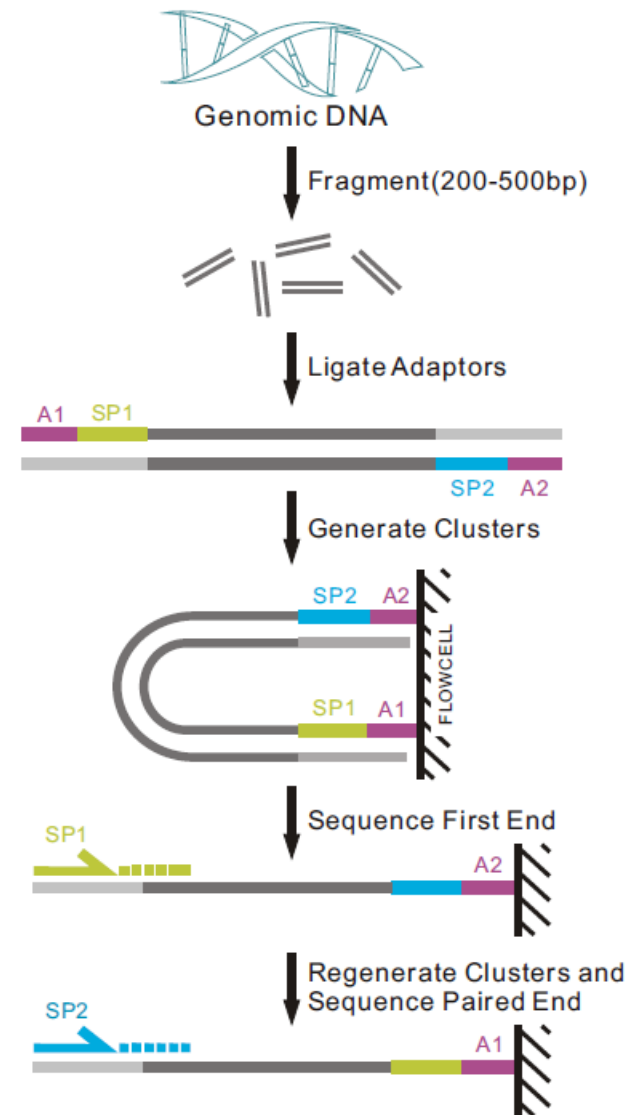 Genomic DNA
Fragment(200-500bp)
Ligate Adaptors
A1 SP1
SP2 A2
Generate Clusters
SP2 A2
FLOWCELL
SP1 A1
Sequence First End
SP1
A2
Regenerate Clusters and
Sequence Paired End
SP2
A1